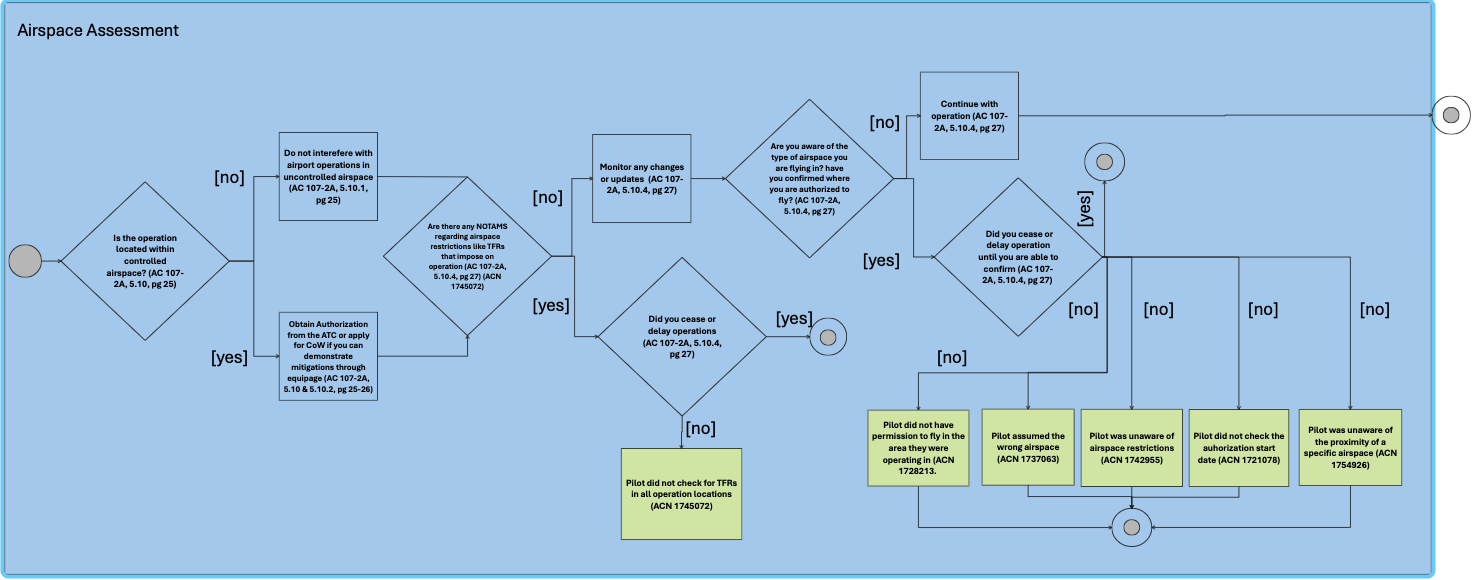 Airspace Assessment
Is the operation
located within
controlled
airspace? (AC 107-
2A, 5.10, pg 25)
[no]
[yes]
Do not interefere with
airport operations in
uncontrolled airspace
(AC 107-2A, 5.10.1,
pg 25)
Obtain Authorization
from the ATC or apply
for CoW if you can
demonstrate
mitigations through
equipage (AC 107-2A,
5.10 & 5.10.2, pg 25-26)
Are there any NOTAMS
regarding airspace
restrictions like TFRs
that impose on
operation (AC 107-2A,
5.10.4, pg 27) (ACN
1745072)
[no]
[yes]
Monitor any changes
or updates (AC 107-
2A, 5.10.4, pg 27)
Did you cease or
delay operations
(AC 107-2A, 5.10.4,
pg 27)
[yes]
[no]
Pilot did not check for TFRs
in all operation locations
(ACN 1745072)
Are you aware of the
type of airspace you
are flying in? have
you confirmed where
you are authorized to
fly? (AC 107-2A,
5.10.4, pg 27)
[no]
[yes]
Continue with
operation (AC 107-
2A, 5.10.4, pg 27)
Did you cease or
delay operation
until you are able to
confirm (AC 107-
2A, 5.10.4, pg 27)
[yes]
[no]
[no]
[no]
[no]
[no]
Pilot did not have
permission to fly in the
area they were
operating in (ACN
1728213.
Pilot assumed the
wrong airspace
(ACN 1737063)
Pilot was unaware of
airspace restrictions
(ACN 1742955)
Pilot did not check the
auhorization start
date (ACN 1721078)
Pilot was unaware of
the proximity of a
specific airspace (ACN
1754926)